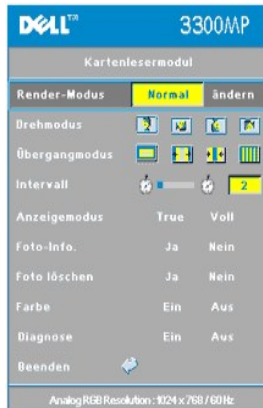 DELL™ 3300MP
Kartenlesermodul
Render-Modus Normal ändern
Drehmodus
Übergangmodus
Intervall 2
Anzeigemodus True Voll
Foto-Info. Ja Nein
Foto löschen Ja Nein
Farbe Ein Aus
Diagnose Ein Aus
Beenden
Analog RGB Resolution : 1024 x 768 / 60 Hz